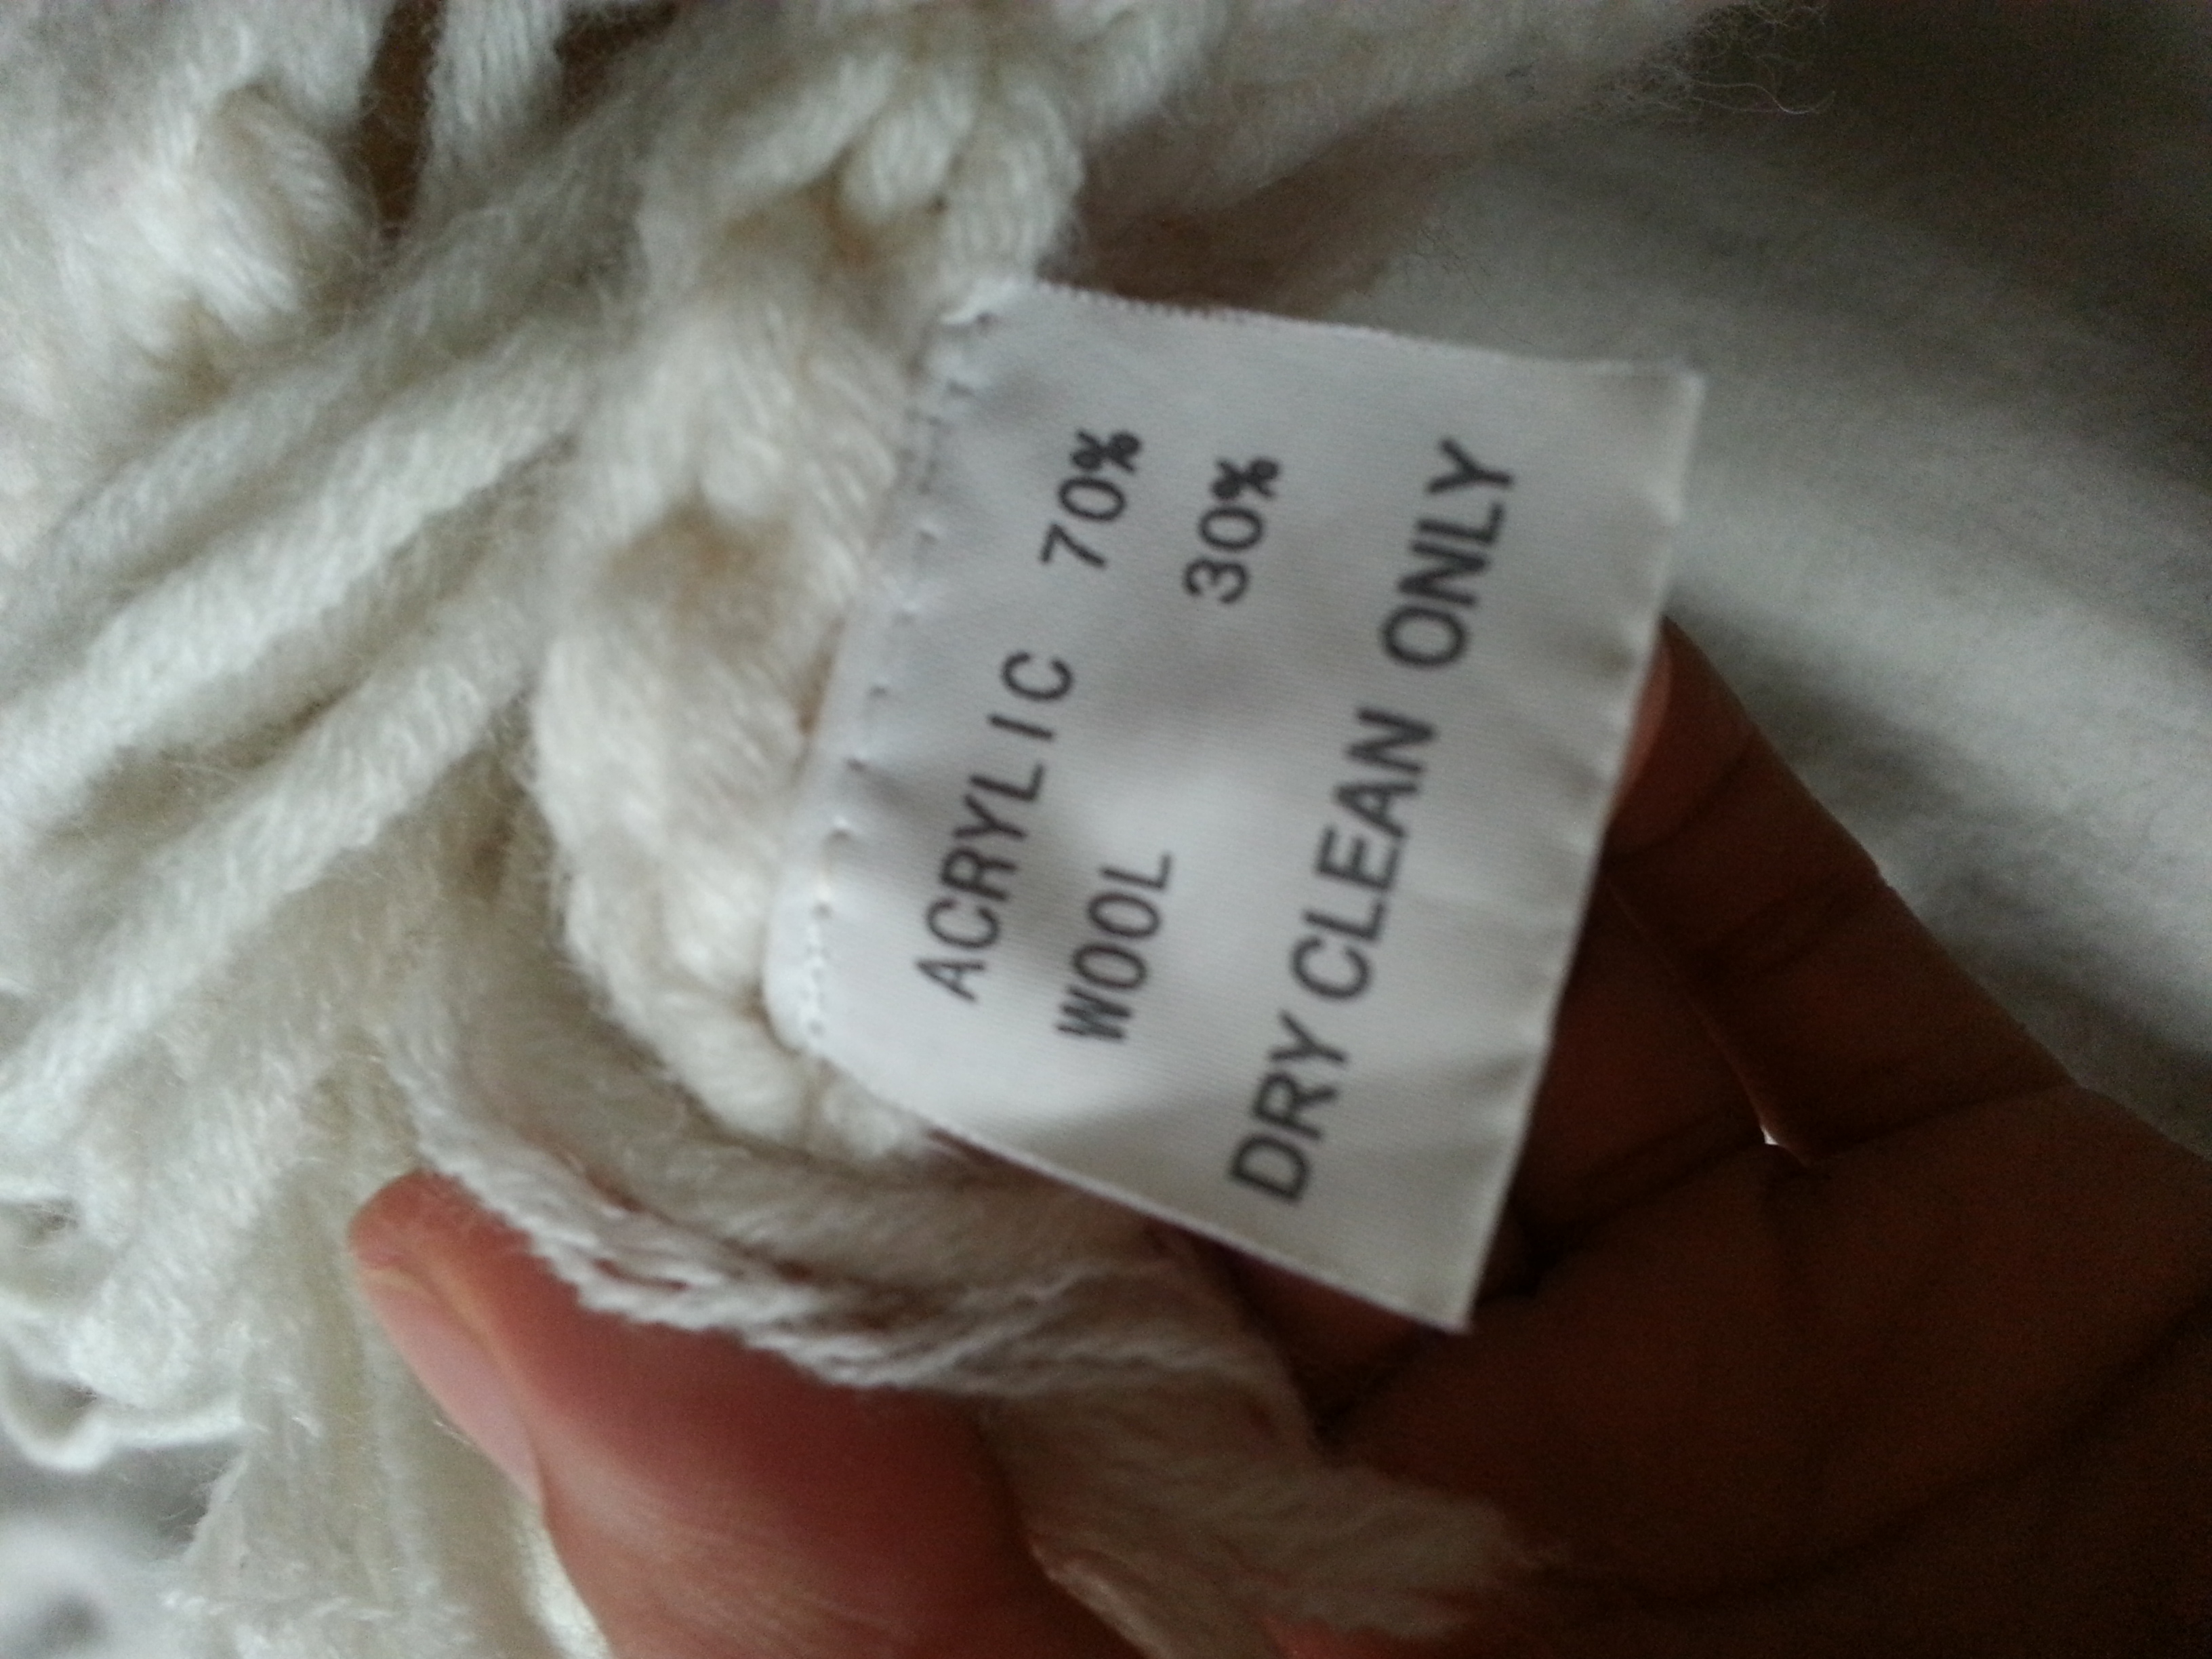 ACRYLIC 70%
WOOL 30%
DRY CLEAN ONLY